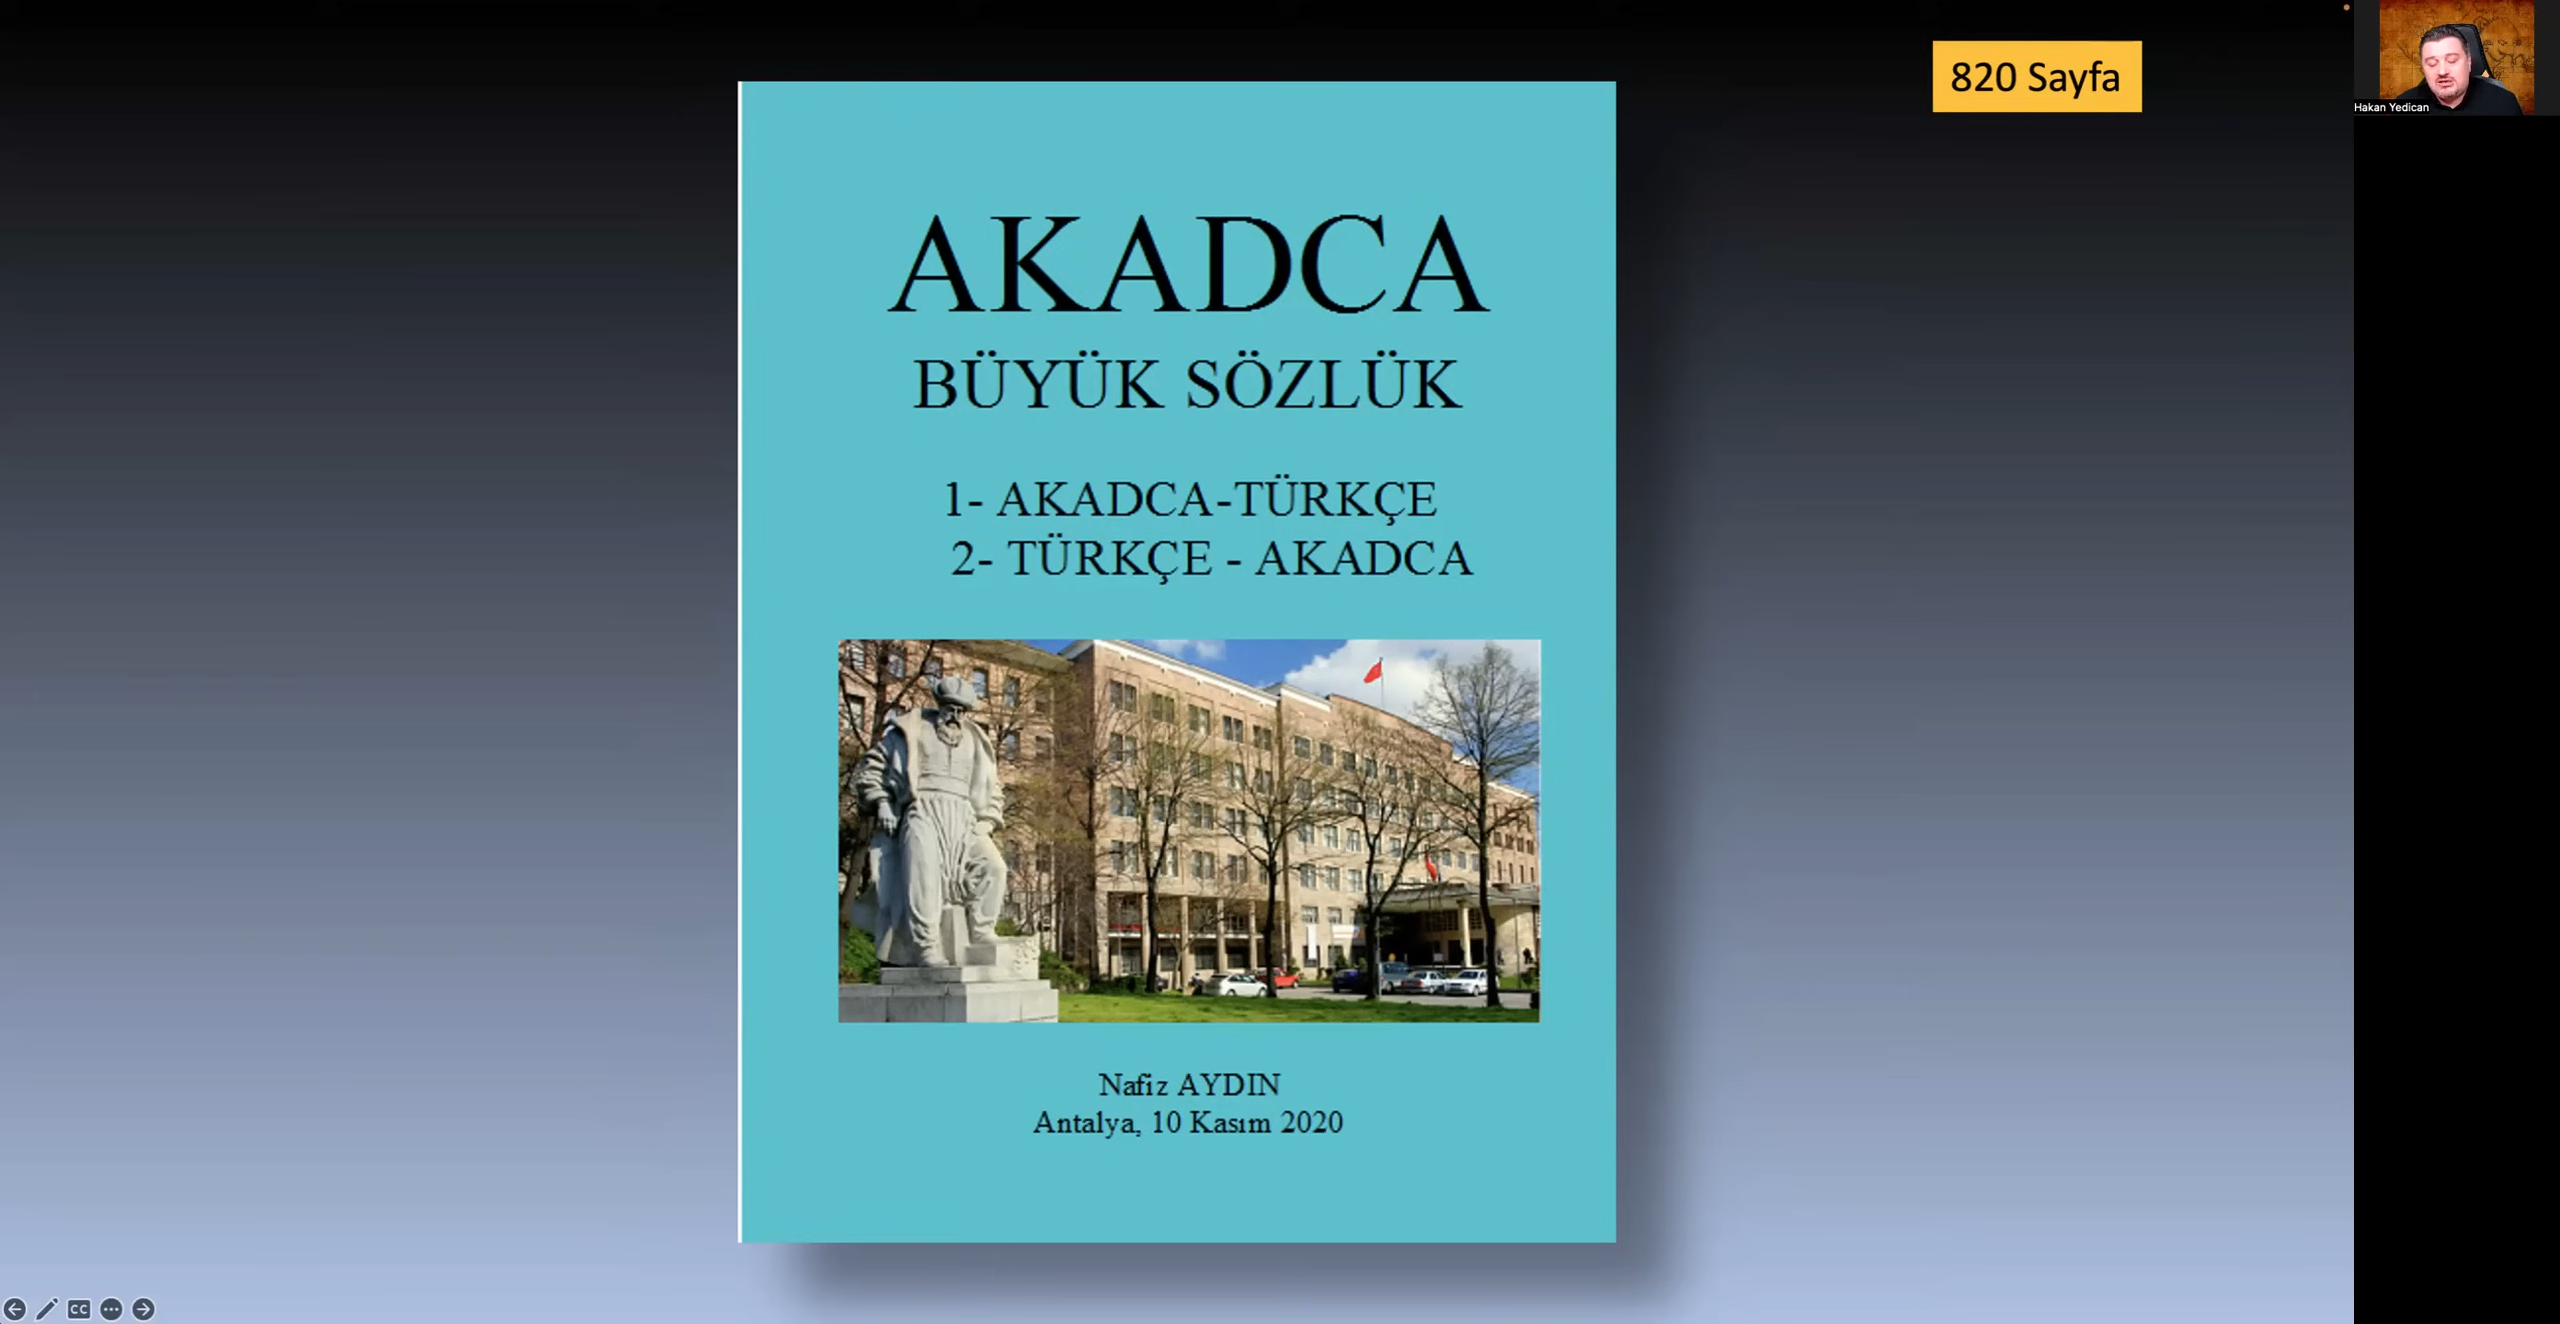 820 Sayfa
Hakan Yedican
AKADCA
BÜYÜK SÖZLÜK
1- AKADCA-TÜRKÇE
2- TÜRKÇE - AKADCA
Nafiz AYDIN
Antalya, 10 Kasım 2020
CC